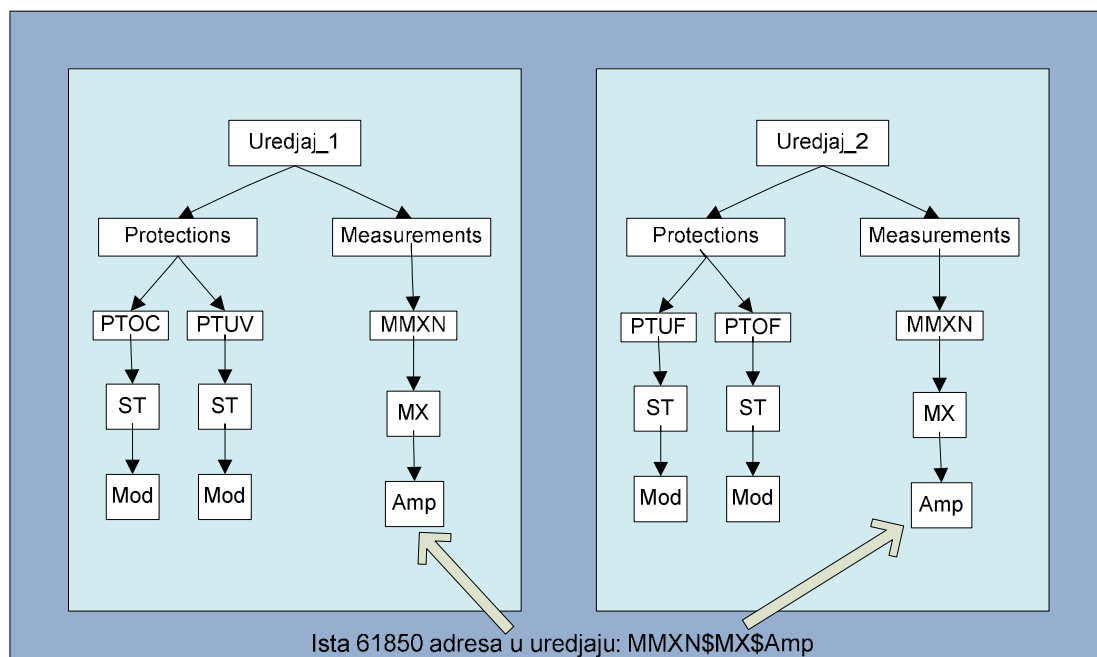 Uredjaj_1
Uredjaj_2
Protections
Measurements
Protections
Measurements
PTOC
PTUV
MMXN
PTUF
PTOF
MMXN
ST
ST
MX
ST
ST
MX
Mod
Mod
Amp
Mod
Mod
Amp
Ista 61850 adresa u uredjaju: MMXN$MX$Amp